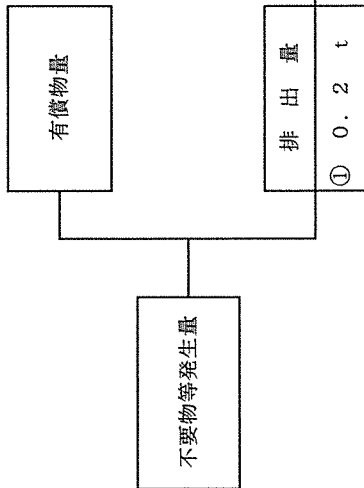 不要物等発生量
有償物量
排出量
① 0.2 t